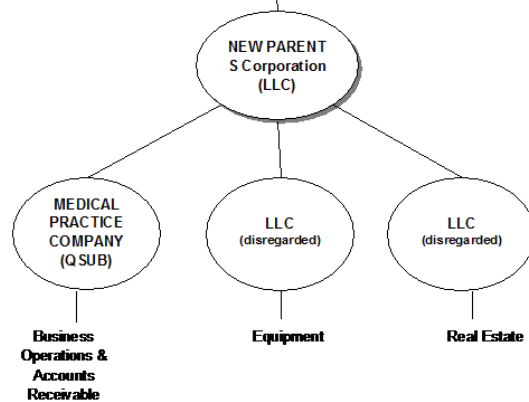 NEW PARENT
S Corporation
(LLC)
MEDICAL
PRACTICE
COMPANY
(QSUB)
LLC
(disregarded)
LLC
(disregarded)
Business
Operations &
Accounts
Receivable
Equipment
Real Estate